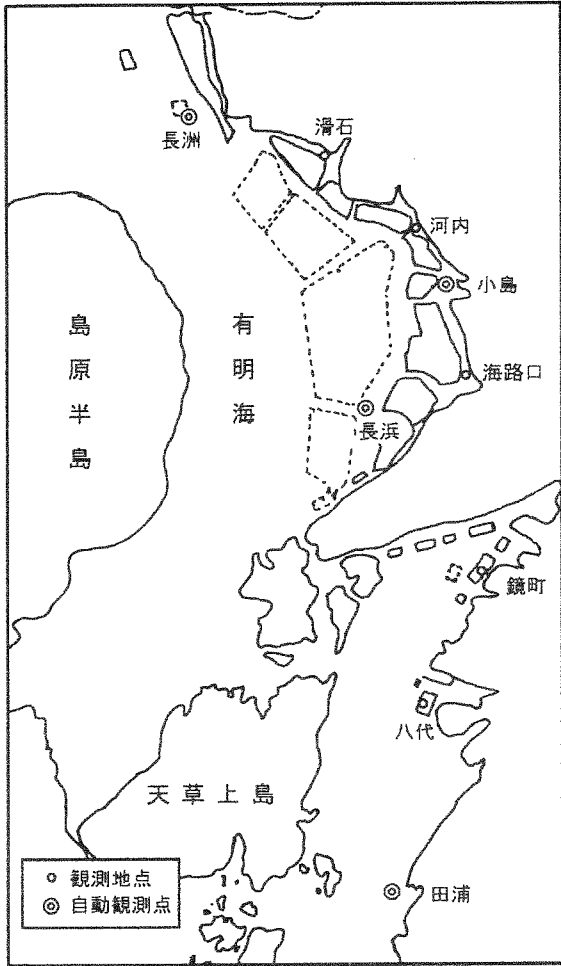 長洲
滑石
河内
小島
海路口
長浜
島原半島
有明海
鏡町
八代
天草上島
田浦
観測地点
自動観測点